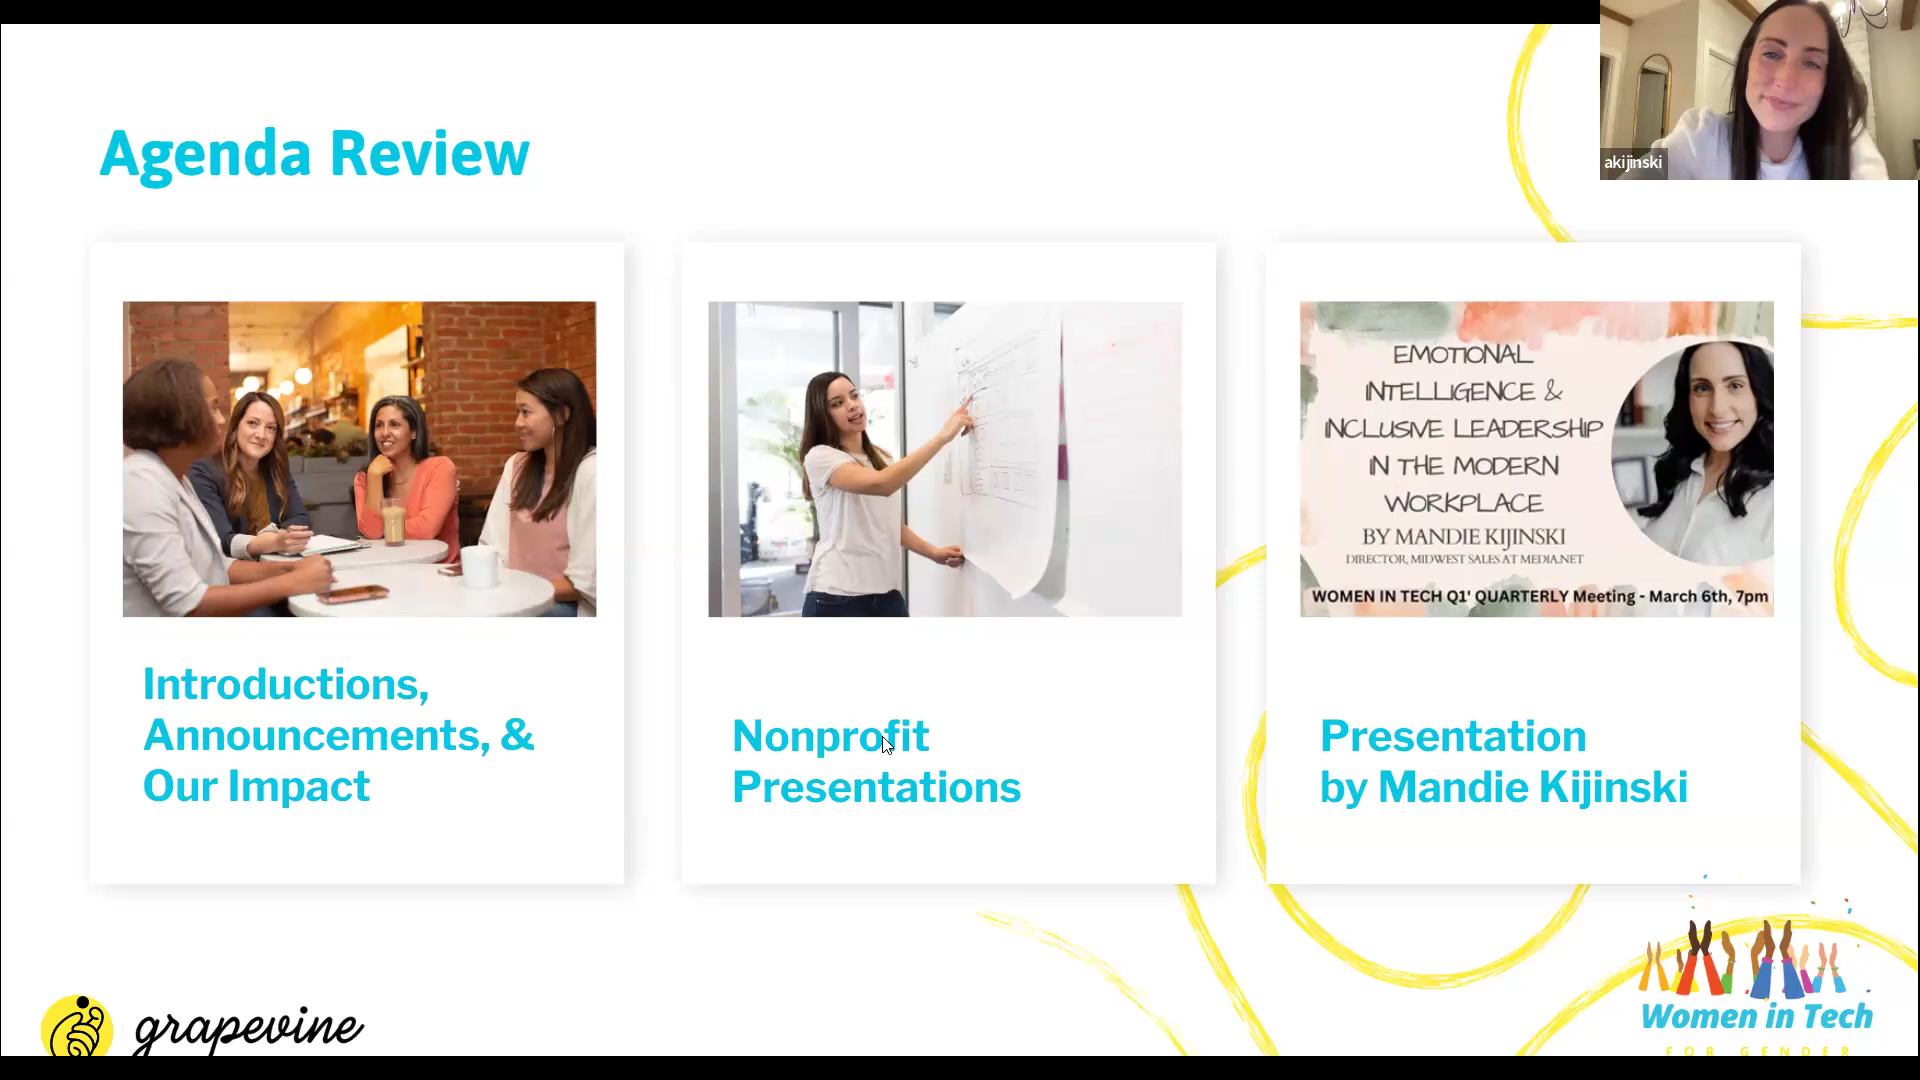 Agenda Review
akijinski
EMOTIONAL
INTELLIGENCE &
INCLUSIVE LEADERSHIP
IN THE MODERN
WORKPLACE
BY MANDIE KIJINSKI
DIRECTOR, MIDWEST SALES AT MEDIA.NET
WOMEN IN TECH Q1' QUARTERLY Meeting - March 6th, 7pm
Introductions,
Announcements, &
Our Impact
Nonprofit
Presentations
Presentation
by Mandie Kijinski
grapevine
Women in Tech
FOR GENDER